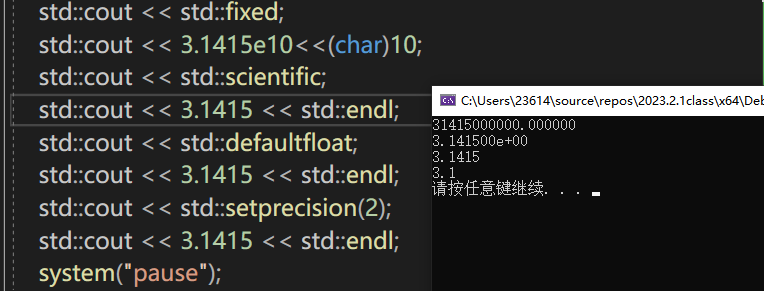 std::cout << std::fixed;
std::cout << 3.1415e10<<(char)10;
std::cout << std::scientific;
std::cout << 3.1415 << std::endl;
std::cout << std::defaultfloat;
std::cout << 3.1415 << std::endl;
std::cout << std::setprecision(2);
std::cout << 3.1415 << std::endl;
system("pause");
C:\Users\23614\source\repos\2023.2.1class\x64\Deb
31415000000.000000
3.141500e+00
3.1415
3.1
请按任意键继续. . .